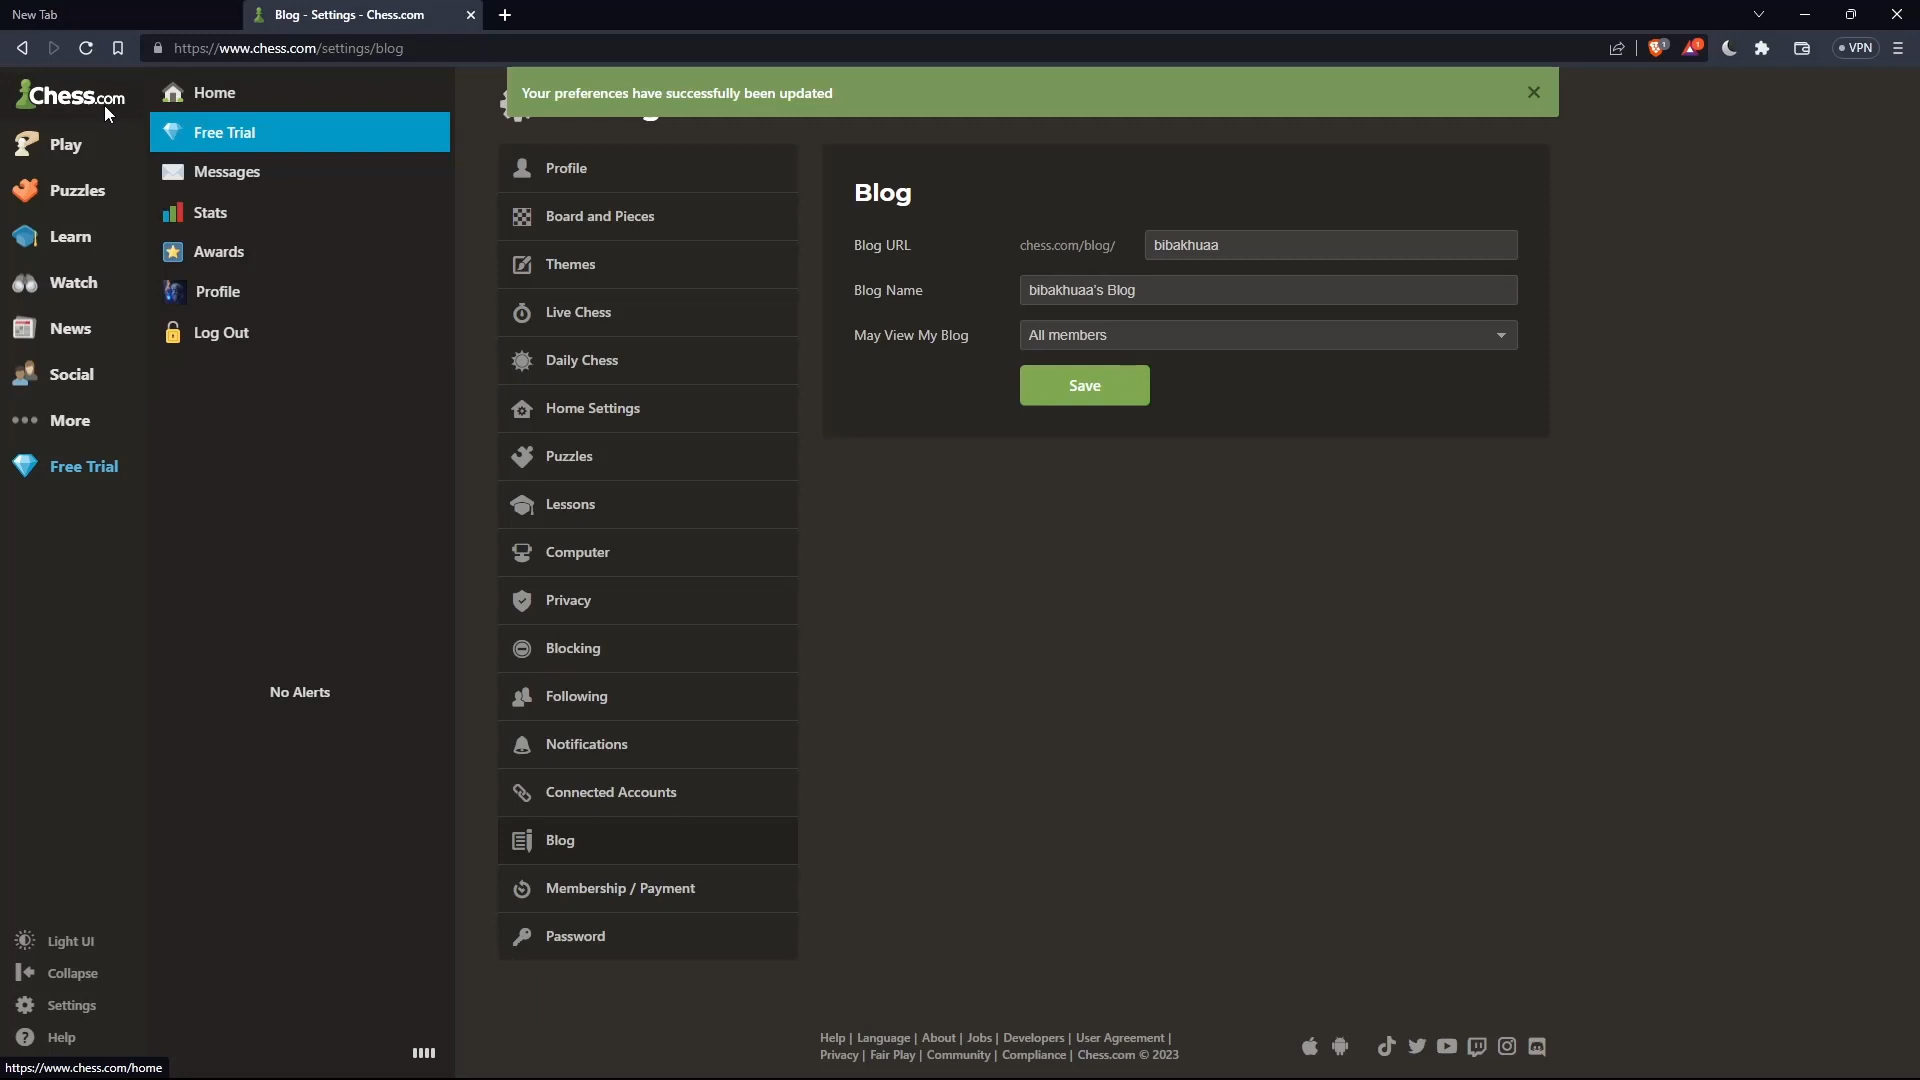 New Tab
Blog - Settings - Chess.com
https://www.chess.com/settings/blog
1
1
VPN
Chess.com
Play
Puzzles
Learn
Watch
News
Social
More
Free Trial
Light UI
Collapse
Settings
Help
https://www.chess.com/home
Home
Free Trial
Messages
Stats
Awards
Profile
Log Out
No Alerts
Your preferences have successfully been updated
Profile
Board and Pieces
Themes
Live Chess
Daily Chess
Home Settings
Puzzles
Lessons
Computer
Privacy
Blocking
Following
Notifications
Connected Accounts
Blog
Membership / Payment
Password
Blog
Blog URL chess.com/blog/ bibakhuaa
Blog Name bibakhuaa's Blog
May View My Blog All members
Save
Help | Language | About | Jobs | Developers | User Agreement |
Privacy | Fair Play | Community | Compliance | Chess.com © 2023